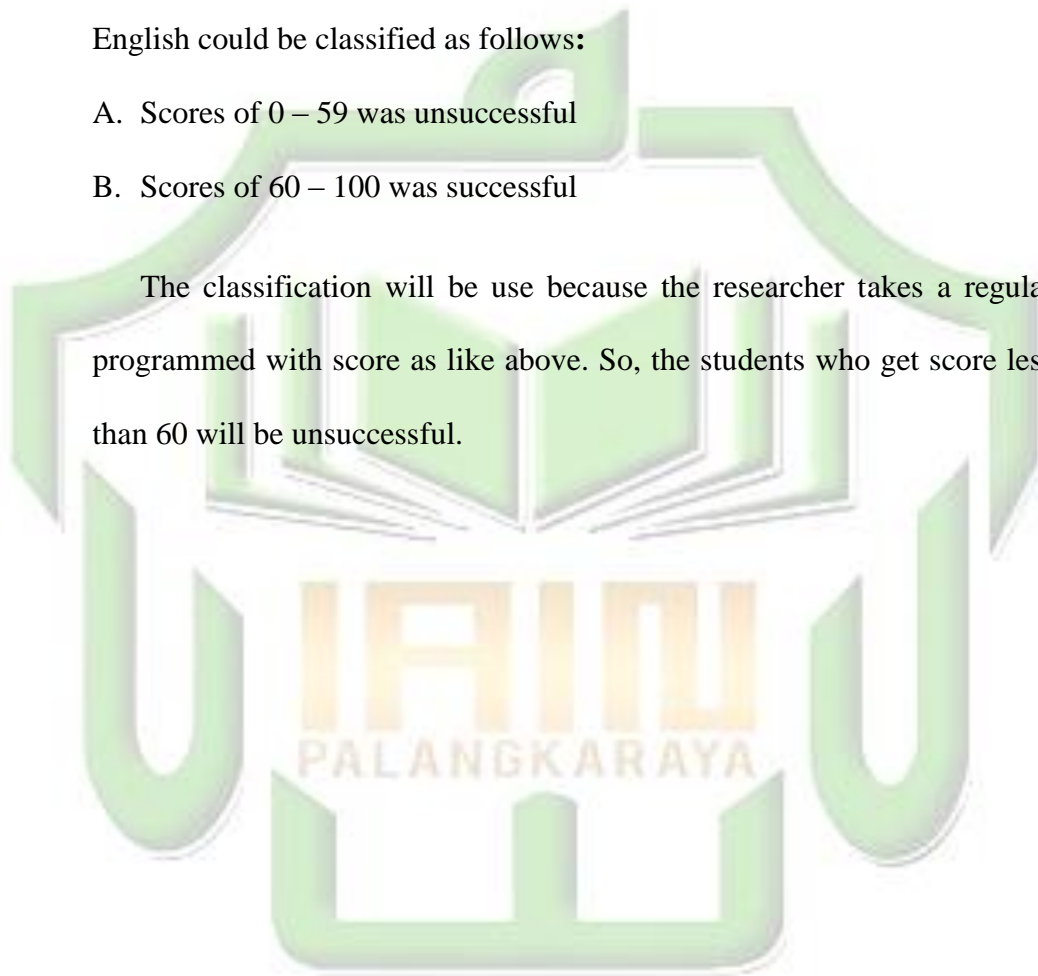 English could be classified as follows:
A. Scores of 0 – 59 was unsuccessful
B. Scores of 60 – 100 was successful
The classification will be use because the researcher takes a regula
programmed with score as like above. So, the students who get score les
than 60 will be unsuccessful.
IAIN
PALANGKARAYA